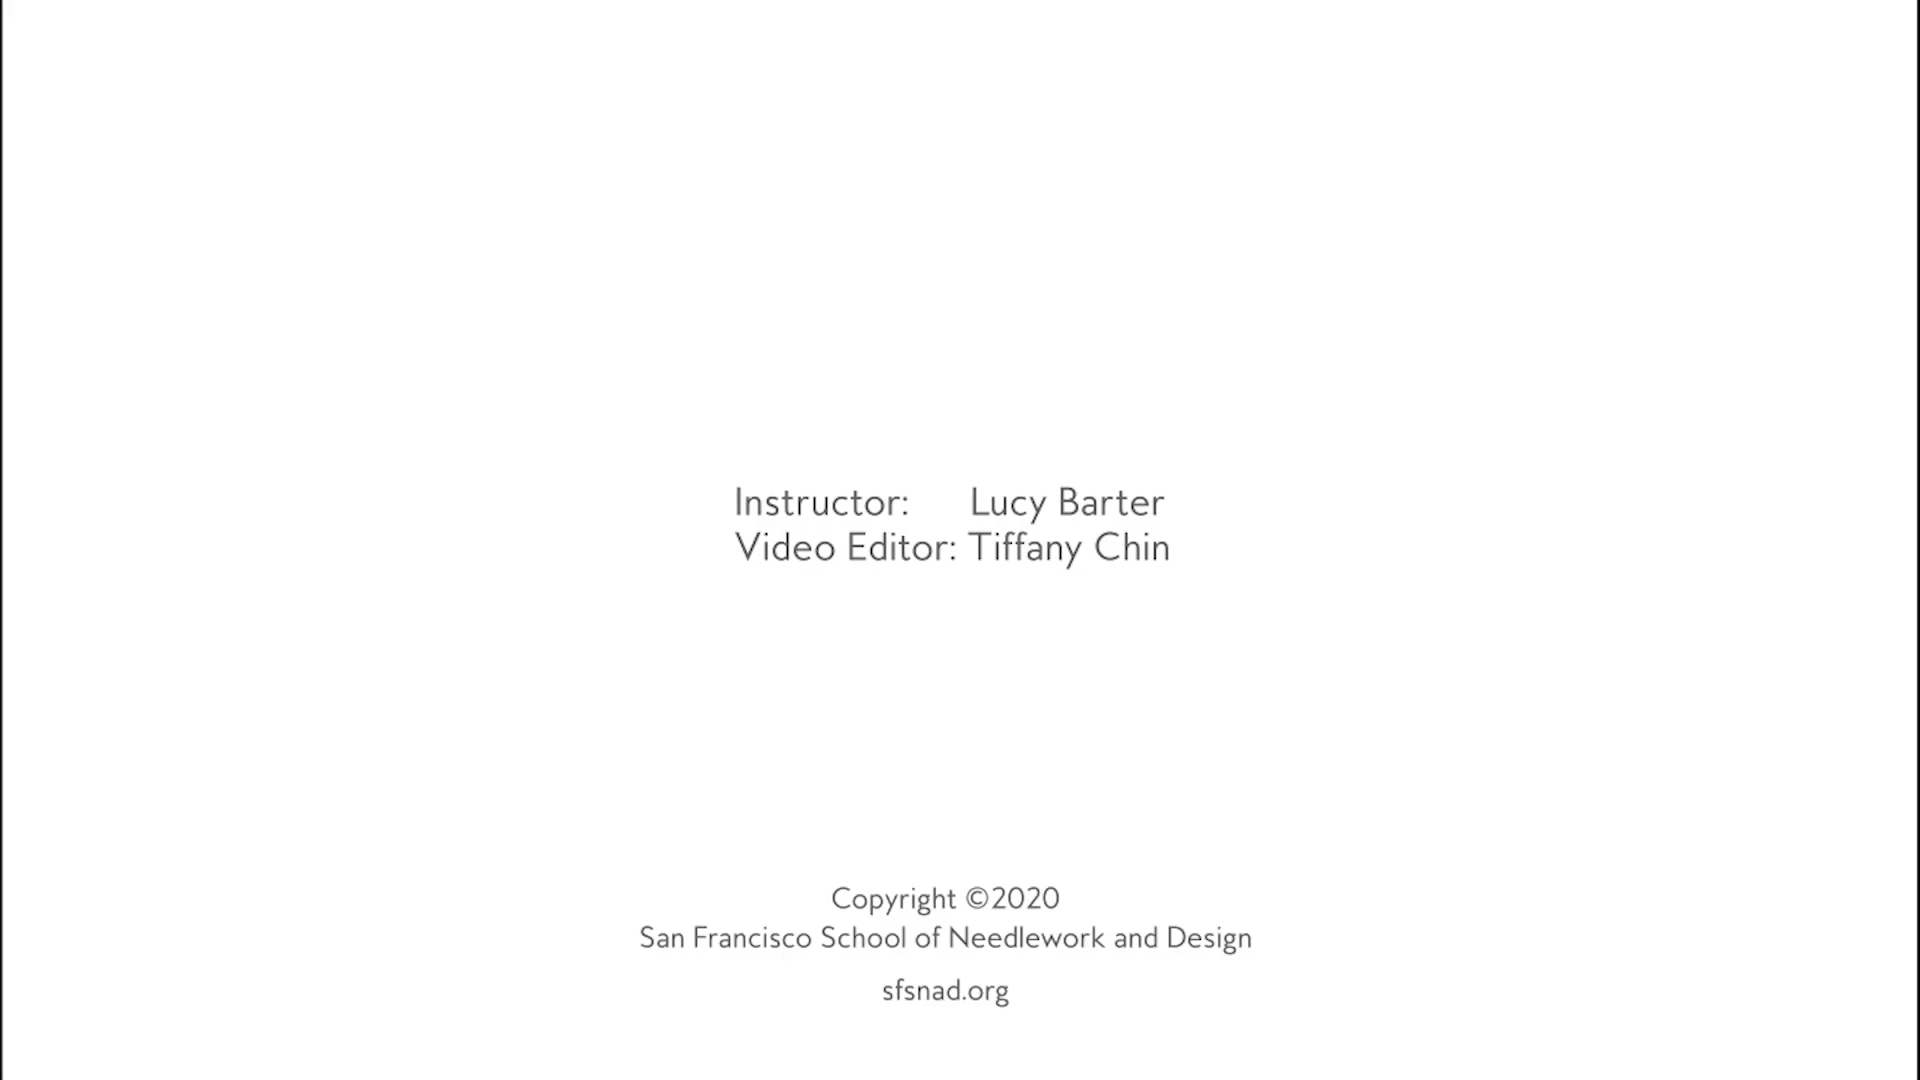 Instructor: Lucy Barter
Video Editor: Tiffany Chin
Copyright ©2020
San Francisco School of Needlework and Design
sfsnad.org